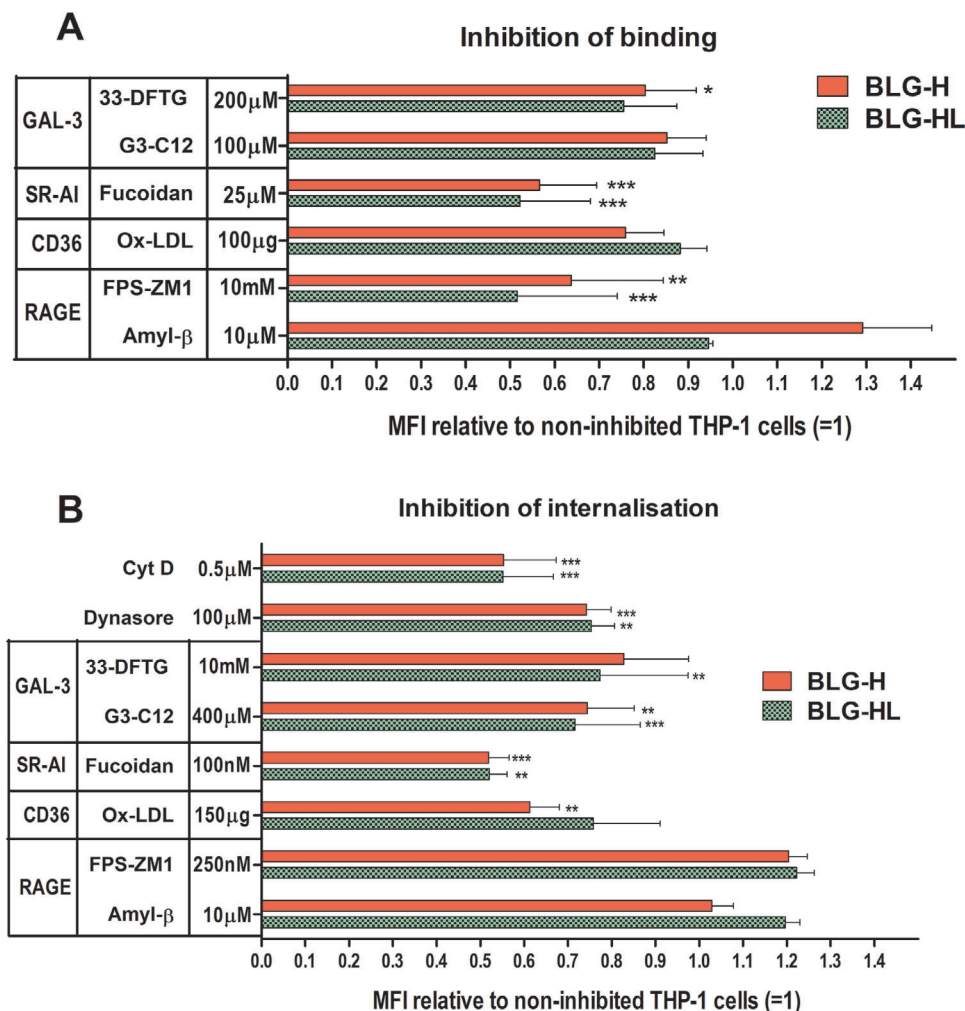 A
Inhibition of binding
BLG-H
BLG-HL
GAL-3 33-DFTG 200μM *
G3-C12 100μM
SR-AI Fucoidan 25μM *** ***
CD36 Ox-LDL 100μg
RAGE FPS-ZM1 10mM ** ***
Amyl-β 10μM
0.0 0.1 0.2 0.3 0.4 0.5 0.6 0.7 0.8 0.9 1.0 1.1 1.2 1.3 1.4
MFI relative to non-inhibited THP-1 cells (=1)
B
Inhibition of internalisation
Cyt D 0.5μM *** ***
Dynasore 100μM *** **
GAL-3 33-DFTG 10mM **
G3-C12 400μM ** ***
SR-AI Fucoidan 100nM *** **
CD36 Ox-LDL 150μg **
RAGE FPS-ZM1 250nM
Amyl-β 10μM
BLG-H
BLG-HL
0.0 0.1 0.2 0.3 0.4 0.5 0.6 0.7 0.8 0.9 1.0 1.1 1.2 1.3 1.4
MFI relative to non-inhibited THP-1 cells (=1)